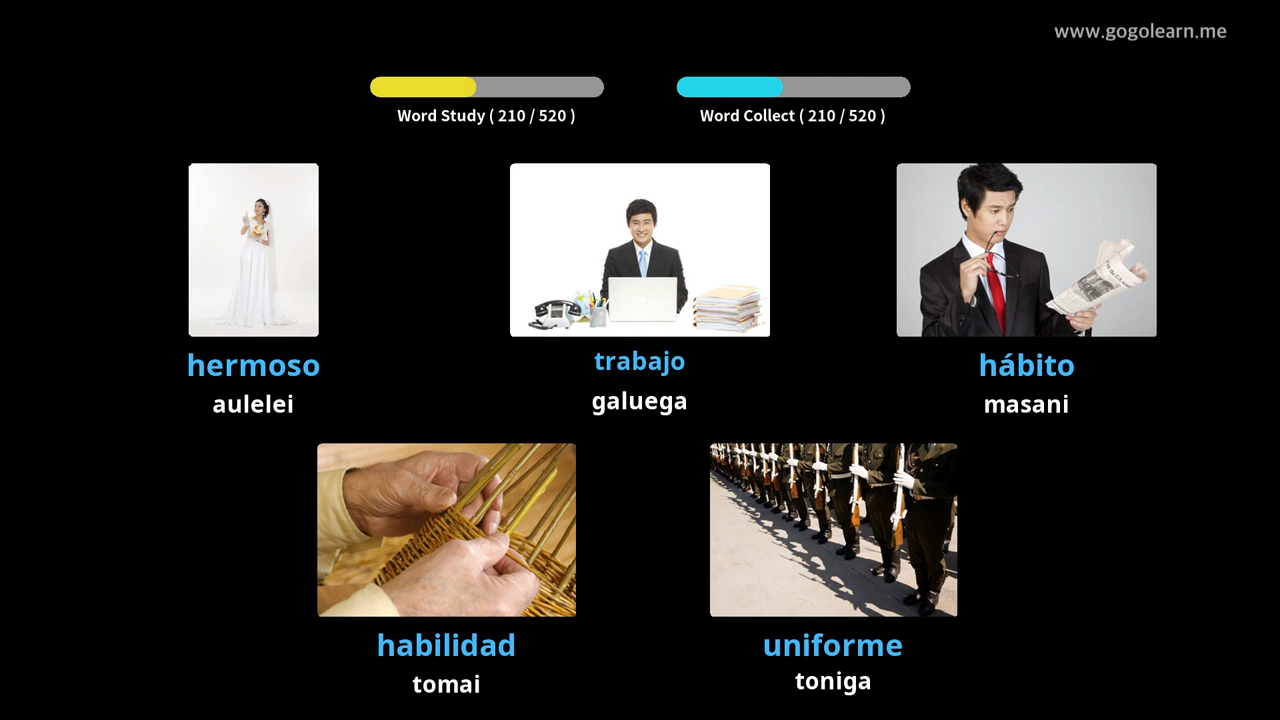 www.gogolearn.me
Word Study ( 210 / 520 )
Word Collect ( 210 / 520 )
hermoso
aulelei
trabajo
galuega
hábito
masani
habilidad
tomai
uniforme
toniga